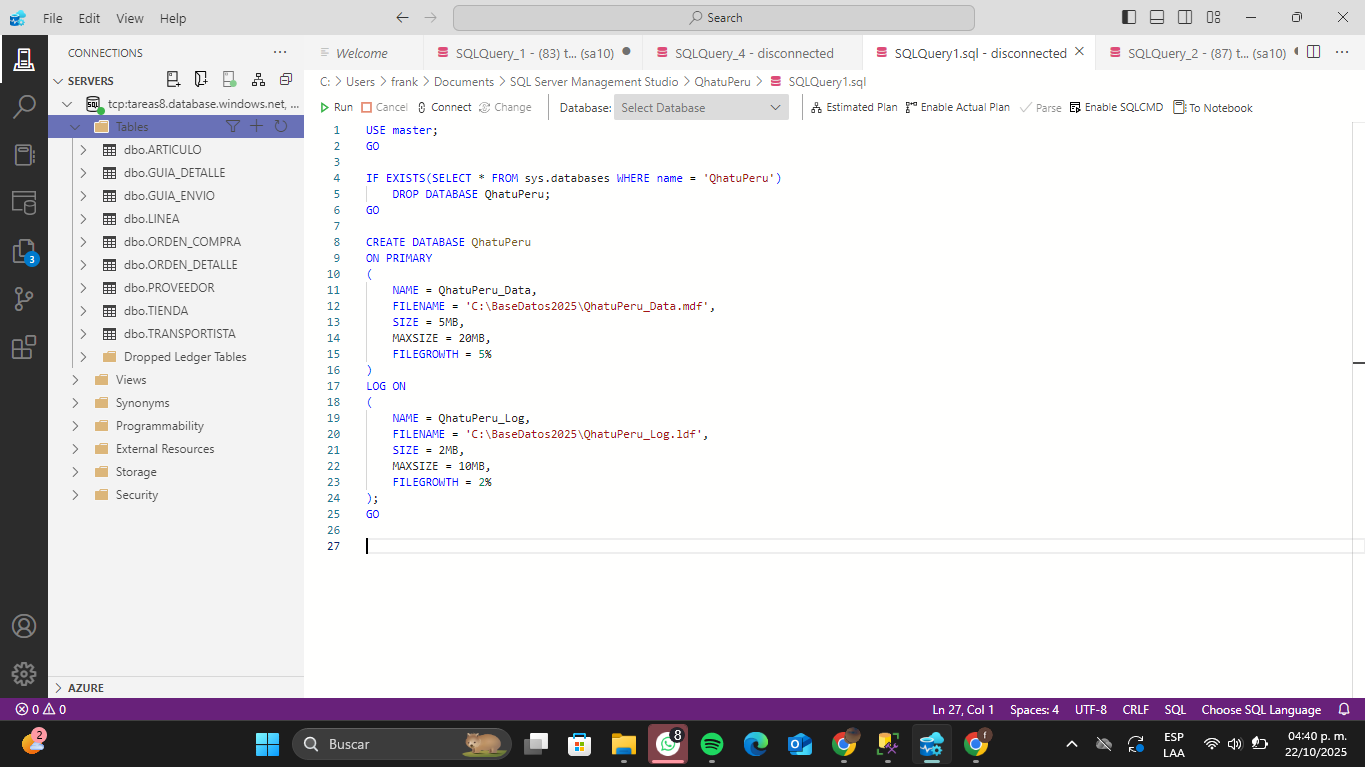 File Edit View Help
Search
CONNECTIONS
SERVERS
tcp:tareas8.database.windows.net, ...
Tables
dbo.ARTICULO
dbo.GUIA_DETALLE
dbo.GUIA_ENVIO
dbo.LINEA
dbo.ORDEN_COMPRA
dbo.ORDEN_DETALLE
dbo.PROVEEDOR
dbo.TIENDA
dbo.TRANSPORTISTA
Dropped Ledger Tables
Views
Synonyms
Programmability
External Resources
Storage
Security
AZURE
3
Welcome SQLQuery_1 - (83) t... (sa10) SQLQuery_4 - disconnected SQLQuery1.sql - disconnected SQLQuery_2 - (87) t... (sa10)
C: > Users > frank > Documents > SQL Server Management Studio > QhatuPeru > SQLQuery1.sql
Run Cancel Connect Change Database: Select Database Estimated Plan Enable Actual Plan Parse Enable SQLCMD To Notebook
1 USE master;
2 GO
3
4 IF EXISTS(SELECT * FROM sys.databases WHERE name = 'QhatuPeru')
5 DROP DATABASE QhatuPeru;
6 GO
7
8 CREATE DATABASE QhatuPeru
9 ON PRIMARY
10 (
11 NAME = QhatuPeru_Data,
12 FILENAME = 'C:\BaseDatos2025\QhatuPeru_Data.mdf',
13 SIZE = 5MB,
14 MAXSIZE = 20MB,
15 FILEGROWTH = 5%
16 )
17 LOG ON
18 (
19 NAME = QhatuPeru_Log,
20 FILENAME = 'C:\BaseDatos2025\QhatuPeru_Log.ldf',
21 SIZE = 2MB,
22 MAXSIZE = 10MB,
23 FILEGROWTH = 2%
24 );
25 GO
26
27
0 0 Ln 27, Col 1 Spaces: 4 UTF-8 CRLF SQL Choose SQL Language
2
Buscar
8
f
ESP
LAA
04:40 p. m.
22/10/2025